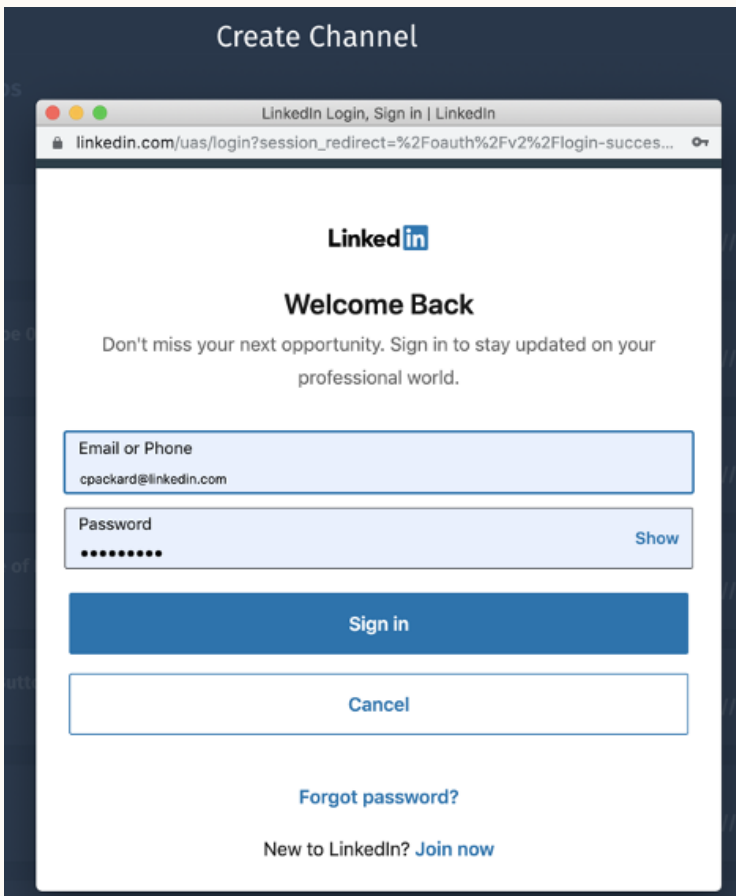 Create Channel
os
LinkedIn Login, Sign in | LinkedIn
linkedin.com/uas/login?session_redirect=%2Foauth%2Fv2%2Flogin-succes...
Linked in
Welcome Back
Don't miss your next opportunity. Sign in to stay updated on your
professional world.
Email or Phone
cpackard@linkedin.com
Password
•••••••••
Show
Sign in
Cancel
Forgot password?
New to LinkedIn? Join now